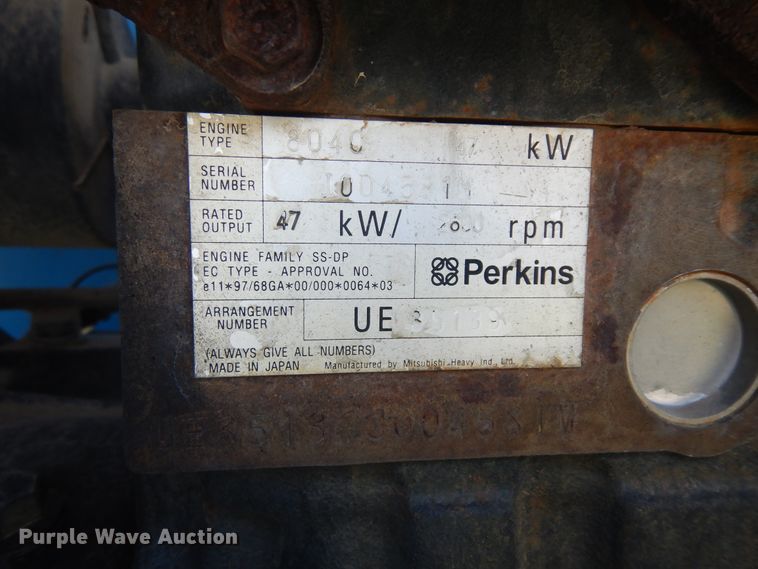 ENGINE TYPE 804C kW
SERIAL NUMBER
RATED OUTPUT 47 kW/ rpm
ENGINE FAMILY SS-DP
EC TYPE - APPROVAL NO.
e11*97/68GA*00/000*0064*03
Perkins
ARRANGEMENT NUMBER UE
(ALWAYS GIVE ALL NUMBERS)
MADE IN JAPAN Manufactured by Mitsubishi Heavy Ind., Ltd.
Purple Wave Auction